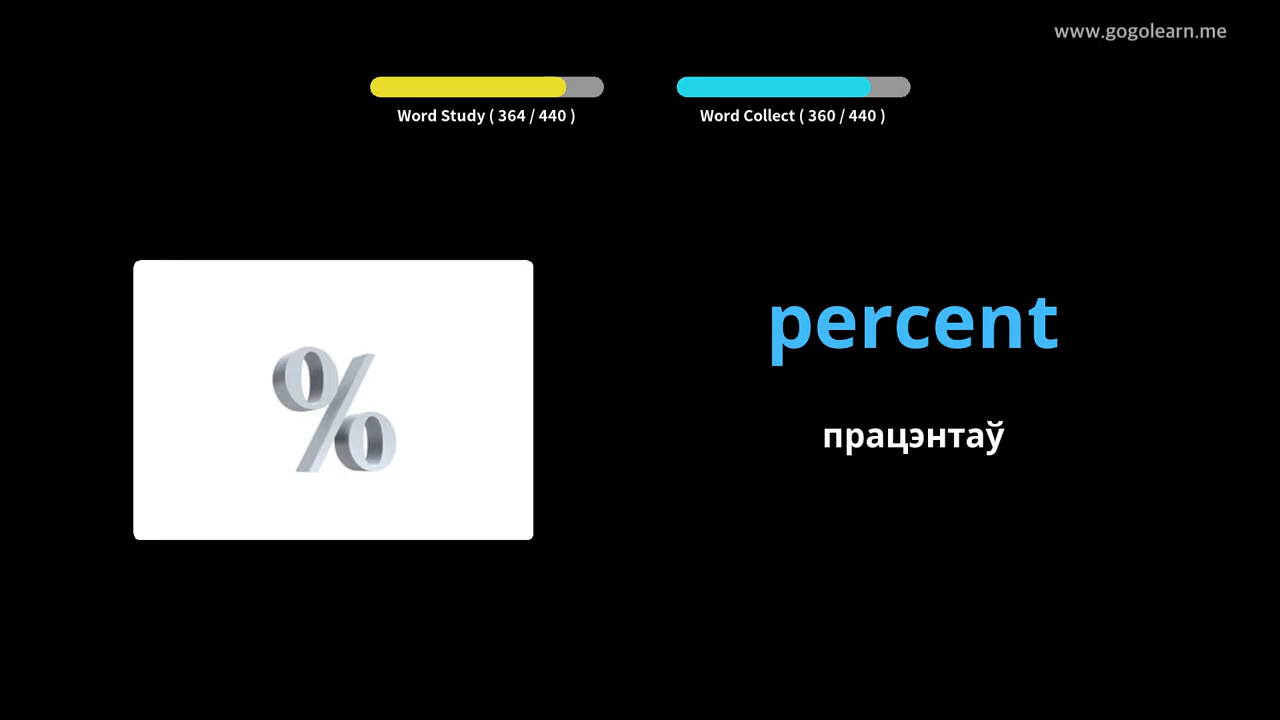 www.gogolearn.me
Word Study ( 364 / 440 )
Word Collect ( 360 / 440 )
%
percent
працэнтаў